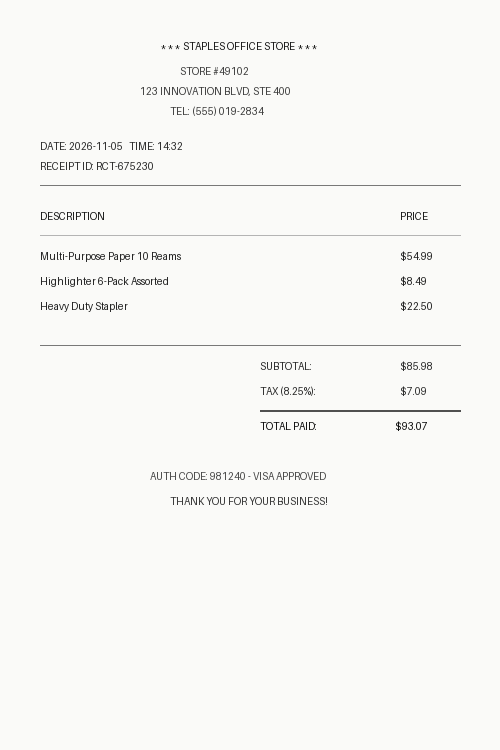 *** STAPLES OFFICE STORE ***
STORE #49102
123 INNOVATION BLVD, STE 400
TEL: (555) 019-2834
DATE: 2026-11-05 TIME: 14:32
RECEIPT ID: RCT-675230
DESCRIPTION PRICE
Multi-Purpose Paper 10 Reams $54.99
Highlighter 6-Pack Assorted $8.49
Heavy Duty Stapler $22.50
SUBTOTAL: $85.98
TAX (8.25%): $7.09
TOTAL PAID: $93.07
AUTH CODE: 981240 - VISA APPROVED
THANK YOU FOR YOUR BUSINESS!